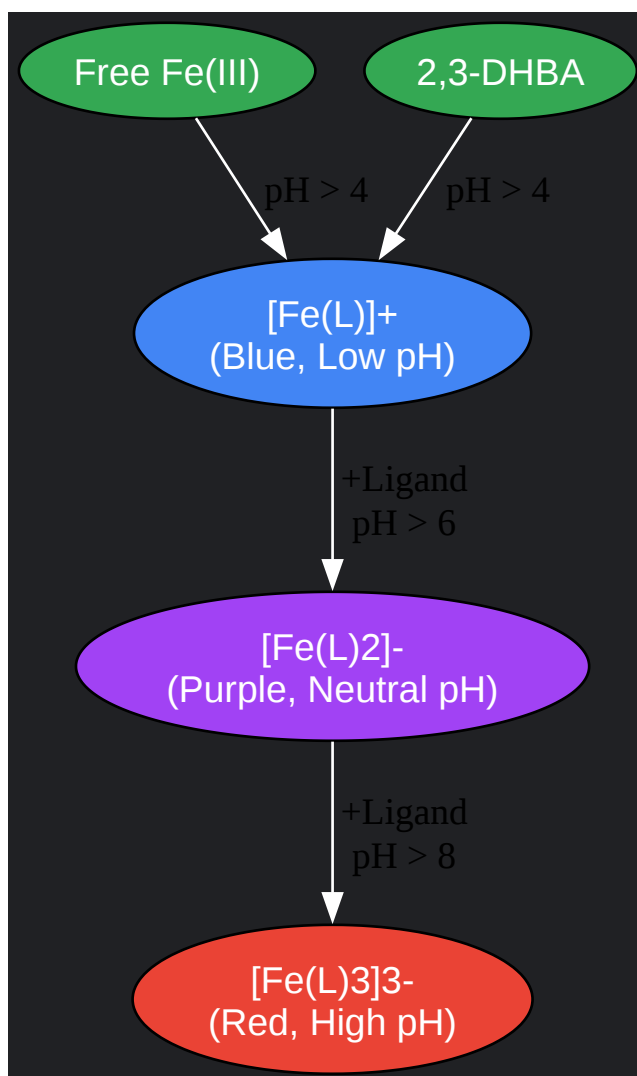 Free Fe(III)
2,3-DHBA
pH > 4
pH > 4
[Fe(L)]+
(Blue, Low pH)
+Ligand
pH > 6
[Fe(L)2]-
(Purple, Neutral pH)
+Ligand
pH > 8
[Fe(L)3]3-
(Red, High pH)